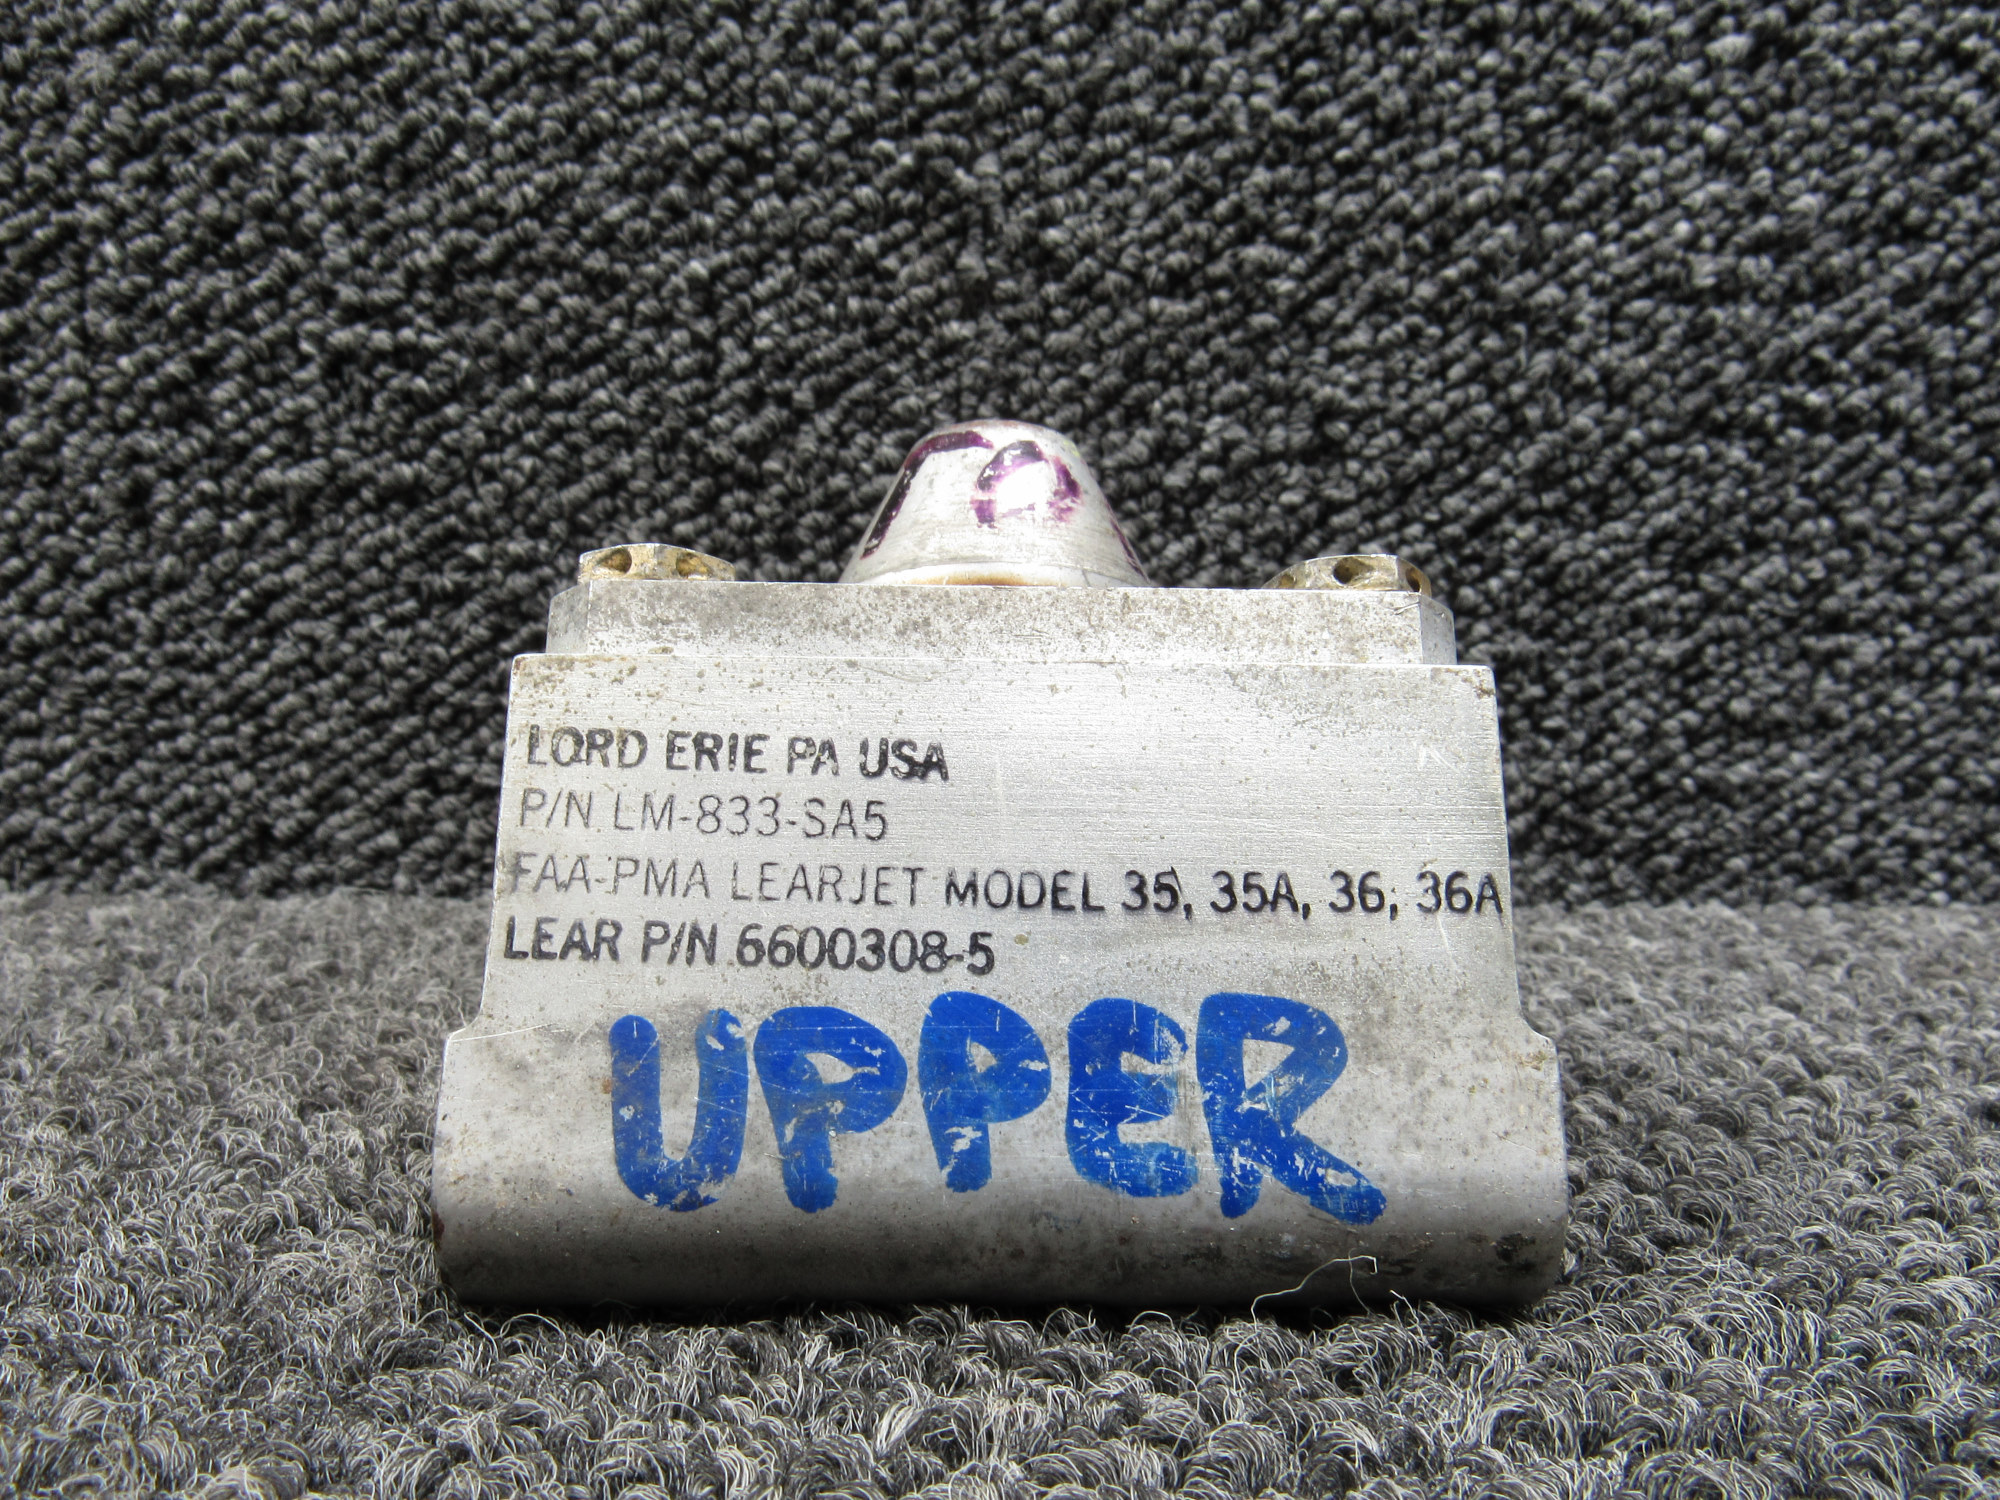 LORD ERIE PA USA
P/N LM-833-SA5
FAA-PMA LEARJET MODEL 35, 35A, 36, 36A
LEAR P/N 6600308-5
UPPER